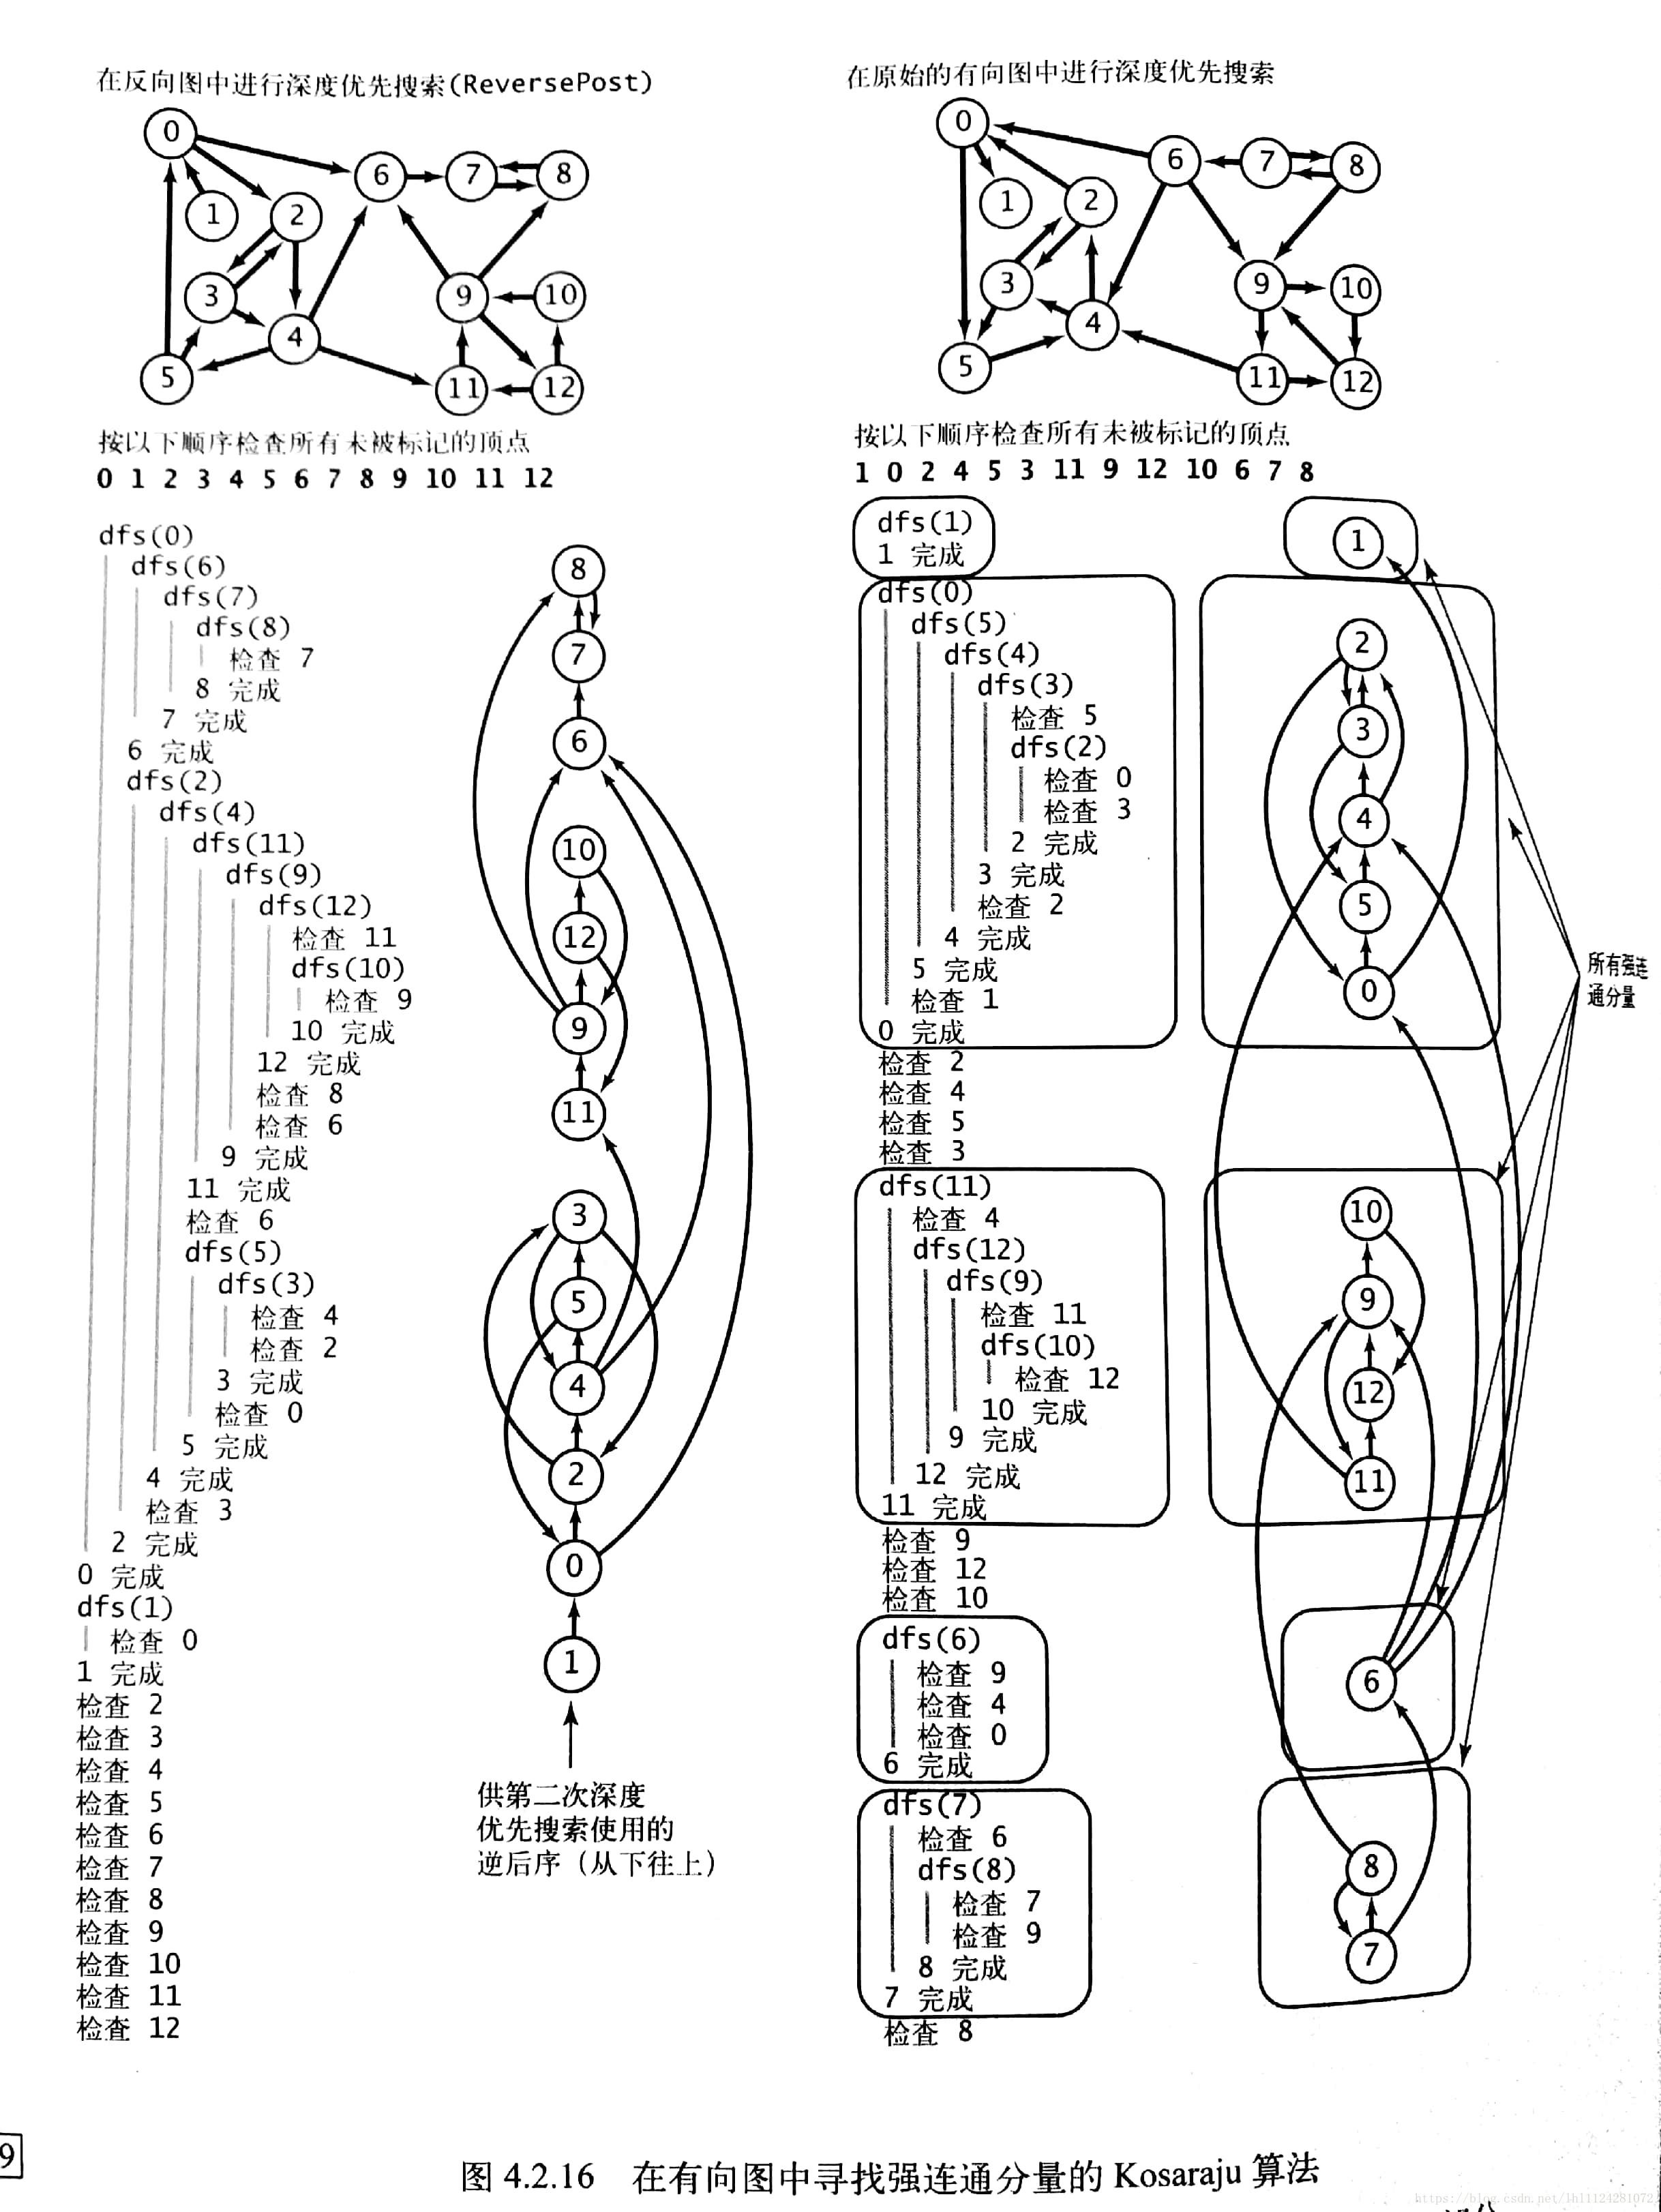 在反向图中进行深度优先搜索(ReversePost)
0
6
7
8
1
2
3
9
10
4
5
11
12
按以下顺序检查所有未被标记的顶点
0 1 2 3 4 5 6 7 8 9 10 11 12
dfs(0)
dfs(6)
dfs(7)
dfs(8)
检查 7
8 完成
7 完成
6 完成
dfs(2)
dfs(4)
dfs(11)
dfs(9)
dfs(12)
检查 11
dfs(10)
检查 9
10 完成
12 完成
检查 8
检查 6
9 完成
11 完成
检查 6
dfs(5)
dfs(3)
检查 4
检查 2
3 完成
检查 0
5 完成
4 完成
检查 3
2 完成
0 完成
dfs(1)
检查 0
1 完成
检查 2
检查 3
检查 4
检查 5
检查 6
检查 7
检查 8
检查 9
检查 10
检查 11
检查 12
8
7
6
10
12
9
11
3
5
4
2
0
1
供第二次深度
优先搜索使用的
逆后序（从下往上）
在原始的有向图中进行深度优先搜索
0
6
7
8
1
2
3
9
10
4
5
11
12
按以下顺序检查所有未被标记的顶点
1 0 2 4 5 3 11 9 12 10 6 7 8
dfs(1)
1 完成
dfs(0)
dfs(5)
dfs(4)
dfs(3)
检查 5
dfs(2)
检查 0
检查 3
2 完成
3 完成
检查 2
4 完成
5 完成
检查 1
0 完成
检查 2
检查 4
检查 5
检查 3
dfs(11)
检查 4
dfs(12)
dfs(9)
检查 11
dfs(10)
检查 12
10 完成
9 完成
12 完成
11 完成
检查 9
检查 12
检查 10
dfs(6)
检查 9
检查 4
检查 0
6 完成
dfs(7)
检查 6
dfs(8)
检查 7
检查 9
8 完成
7 完成
检查 8
1
2
3
4
5
0
10
9
12
11
6
8
7
所有强连
通分量
9
图 4.2.16 在有向图中寻找强连通分量的 Kosaraju 算法
https://blog.csdn.net/lhl1124281072